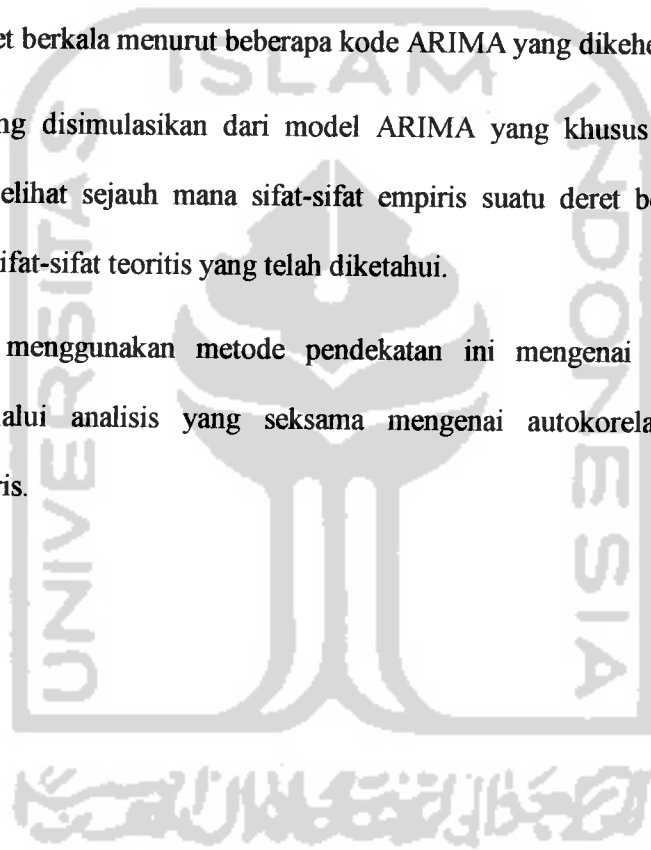 et berkala menurut beberapa kode ARIMA yang dikehe
ng disimulasikan dari model ARIMA yang khusus
elihat sejauh mana sifat-sifat empiris suatu deret b
ifat-sifat teoritis yang telah diketahui.
menggunakan metode pendekatan ini mengenai
lalui analisis yang seksama mengenai autokorela
ris.
ISLAM
UNIVERSITAS
INDONESIA